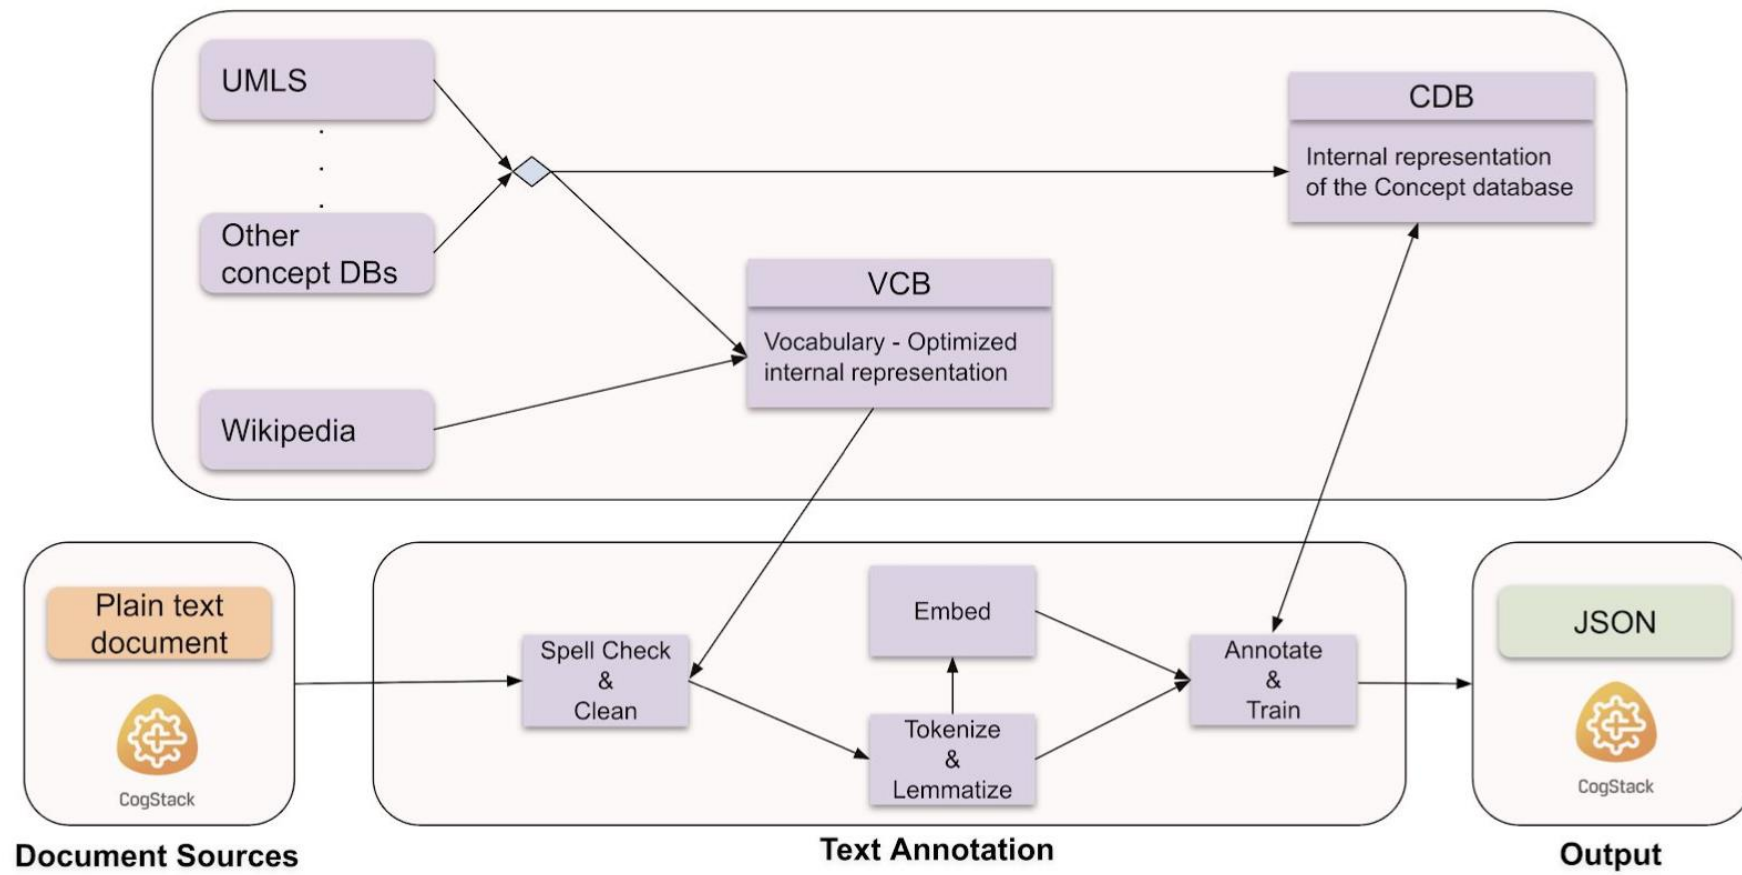 UMLS
.
.
.
Other
concept DBs
Wikipedia
VCB
Vocabulary - Optimized
internal representation
CDB
Internal representation
of the Concept database
Plain text
document
CogStack
Document Sources
Spell Check
&
Clean
Embed
Tokenize
&
Lemmatize
Annotate
&
Train
Text Annotation
JSON
CogStack
Output